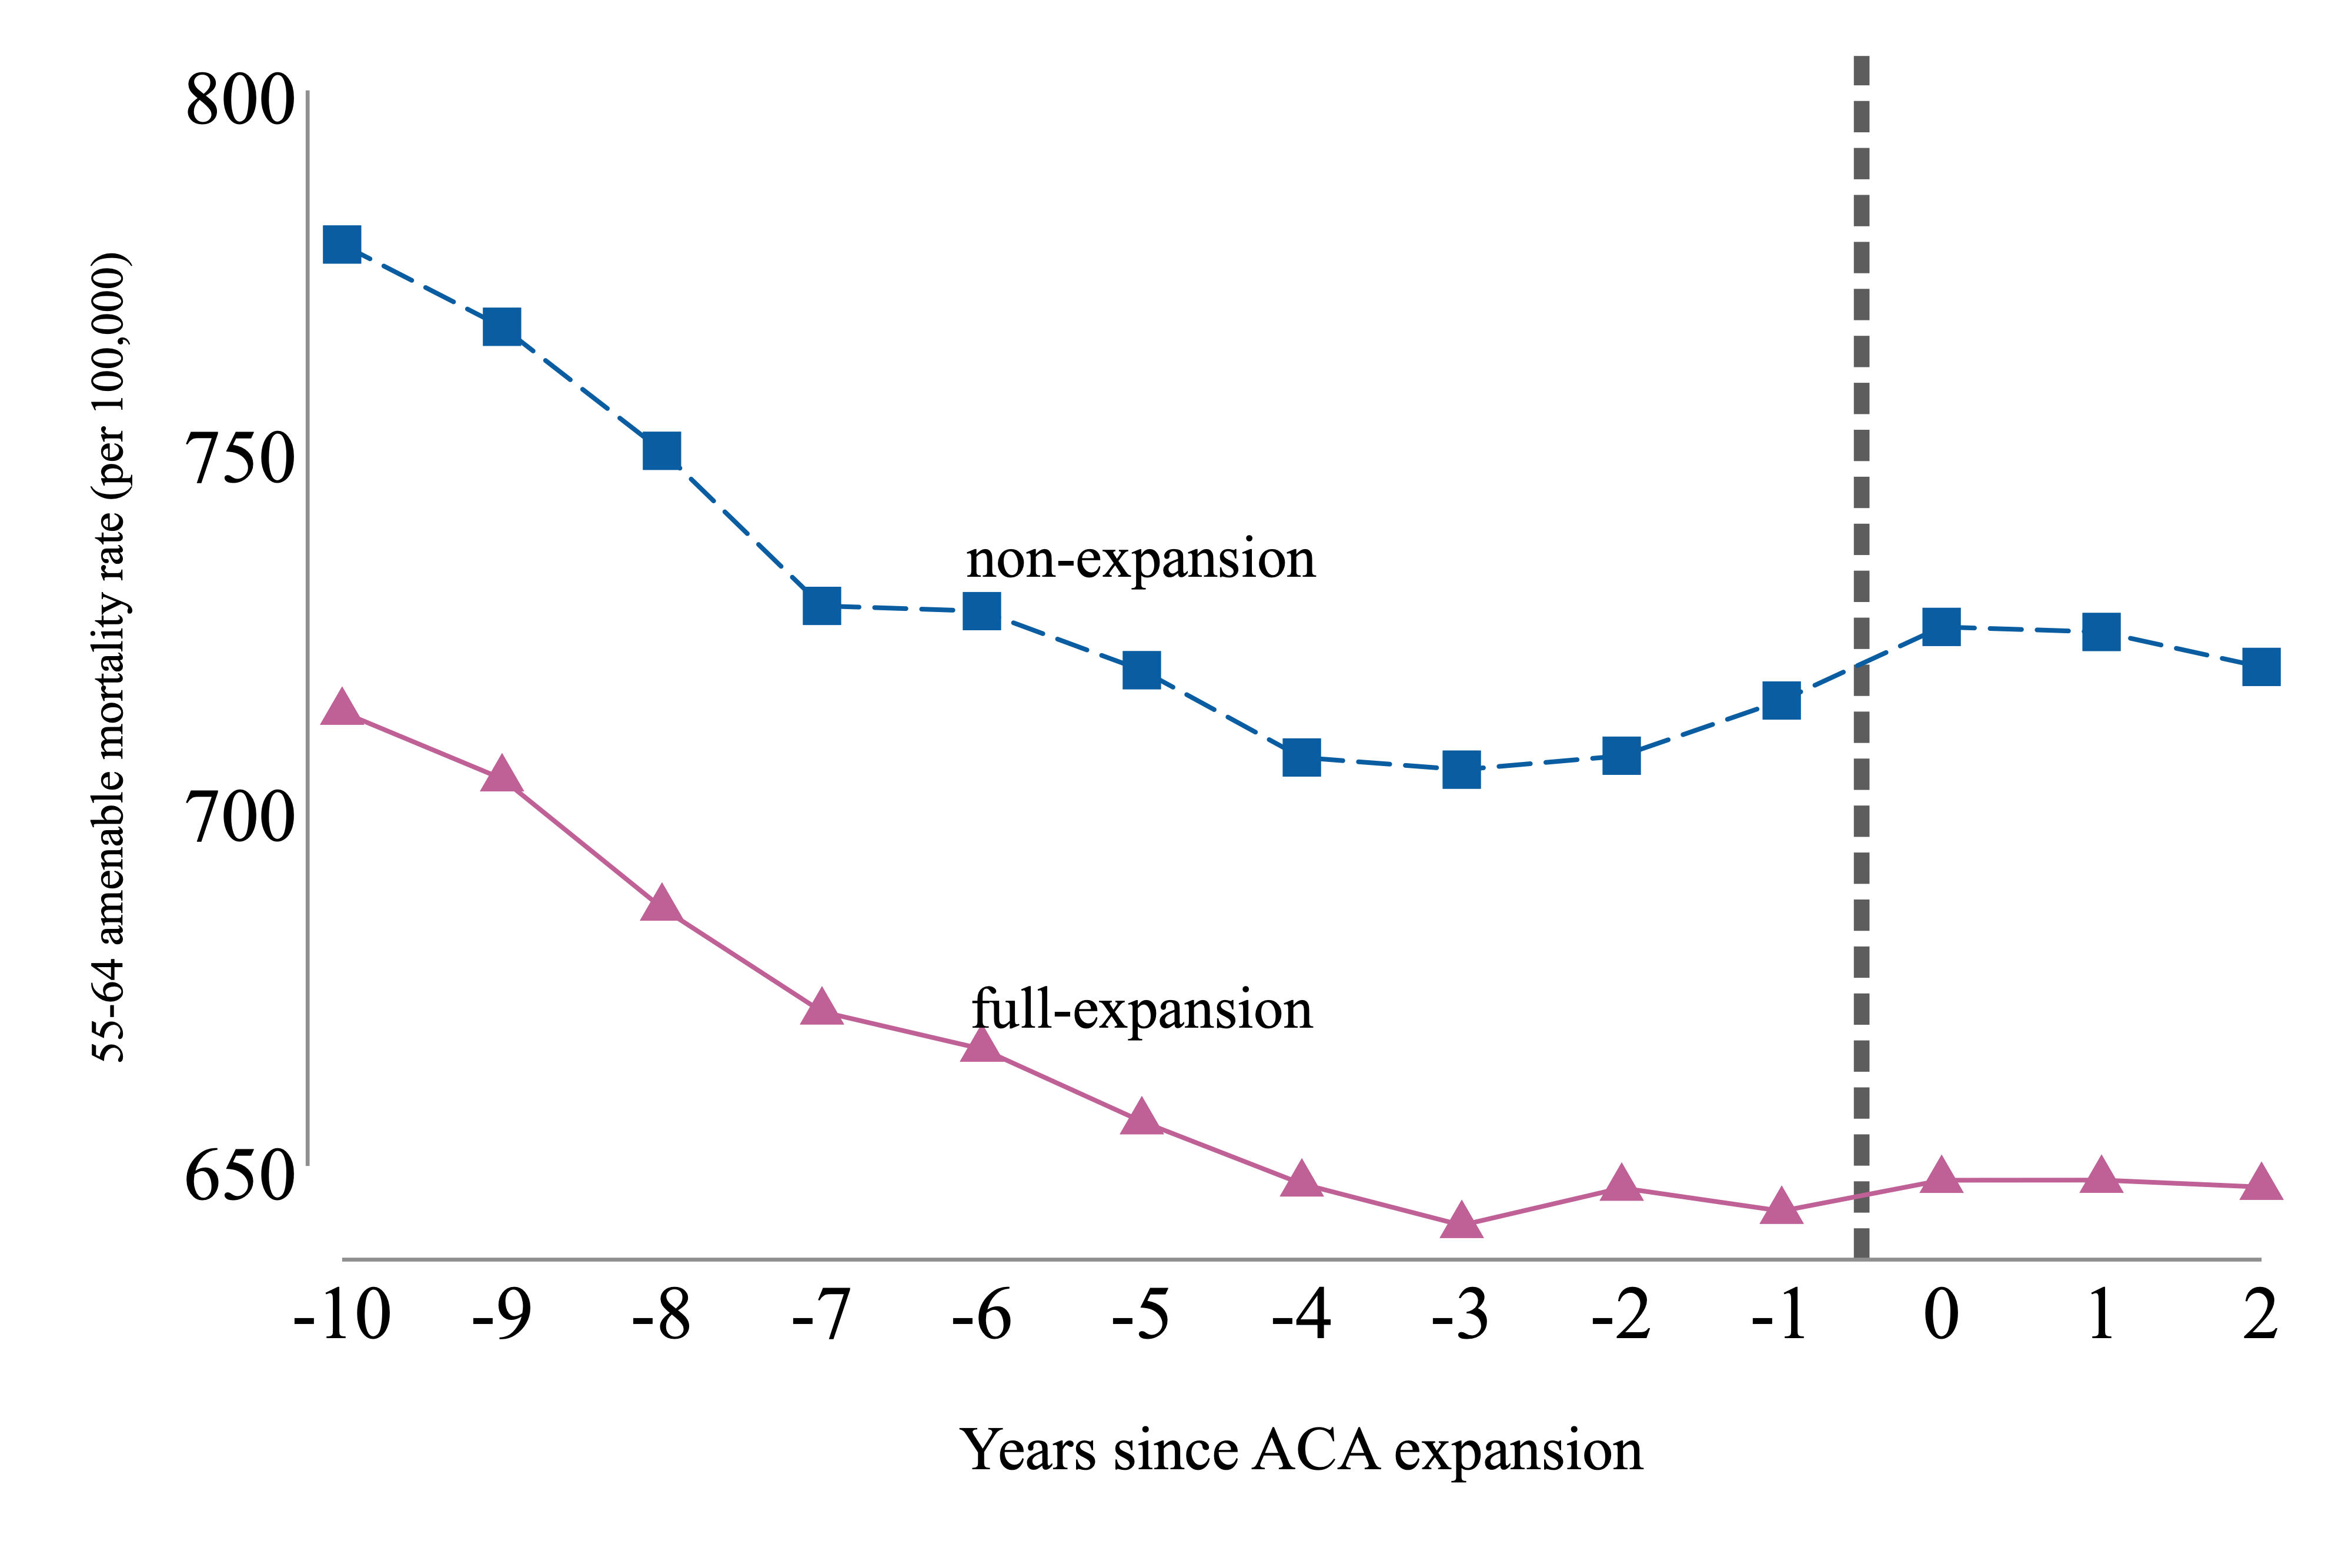 800
750
700
650
55-64 amenable mortality rate (per 100,000)
non-expansion
full-expansion
-10 -9 -8 -7 -6 -5 -4 -3 -2 -1 0 1 2
Years since ACA expansion